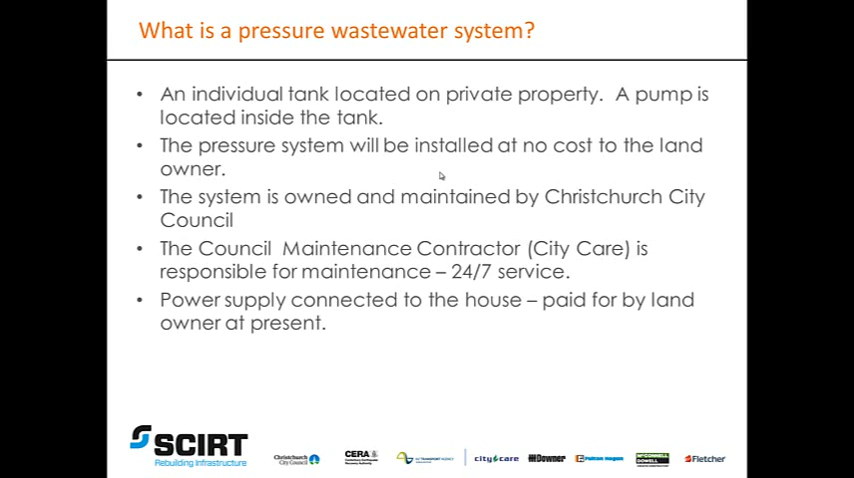 What is a pressure wastewater system?
• An individual tank located on private property.  A pump is
located inside the tank.
• The pressure system will be installed at no cost to the land
owner.
• The system is owned and maintained by Christchurch City
Council
• The Council  Maintenance Contractor (City Care) is
responsible for maintenance – 24/7 service.
• Power supply connected to the house – paid for by land
owner at present.
SCIRT
Rebuilding Infrastructure
Christchurch
City Council
CERA
city care
Downer
Fulton Hogan
McCONNELL
DOWELL
Fletcher